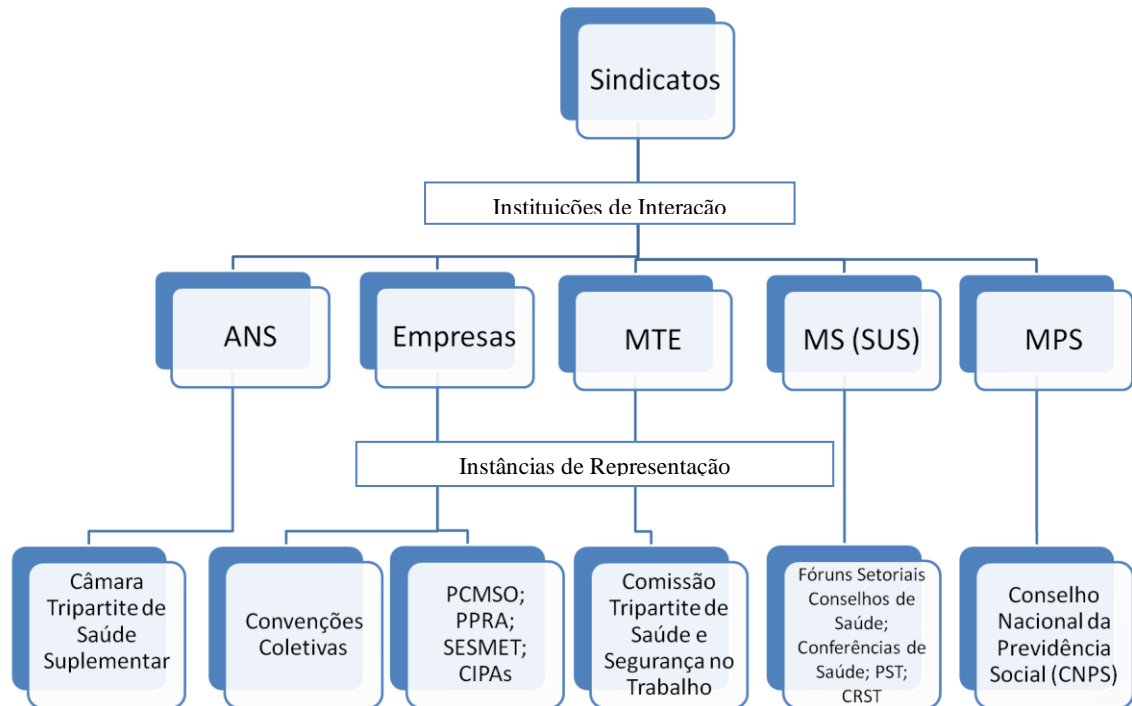 Sindicatos
Instituições de Interação
ANS
Empresas
MTE
MS (SUS)
MPS
Instâncias de Representação
Câmara
Tripartite de
Saúde
Suplementar
Convenções
Coletivas
PCMSO;
PPRA;
SESMET;
CIPAs
Comissão
Tripartite de
Saúde e
Segurança no
Trabalho
Fóruns Setoriais
Conselhos de
Saúde;
Conferências de
Saúde; PST;
CRST
Conselho
Nacional da
Previdência
Social (CNPS)